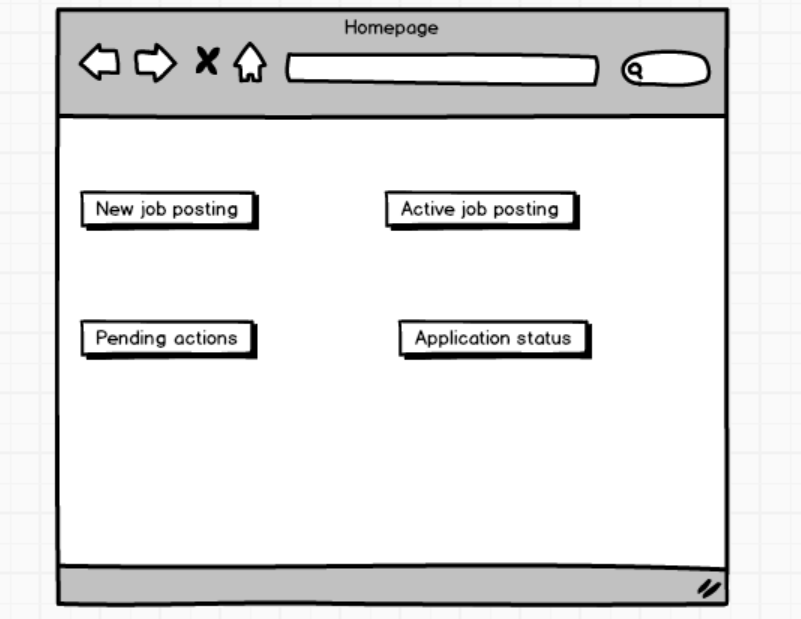 Homepage
New job posting
Active job posting
Pending actions
Application status